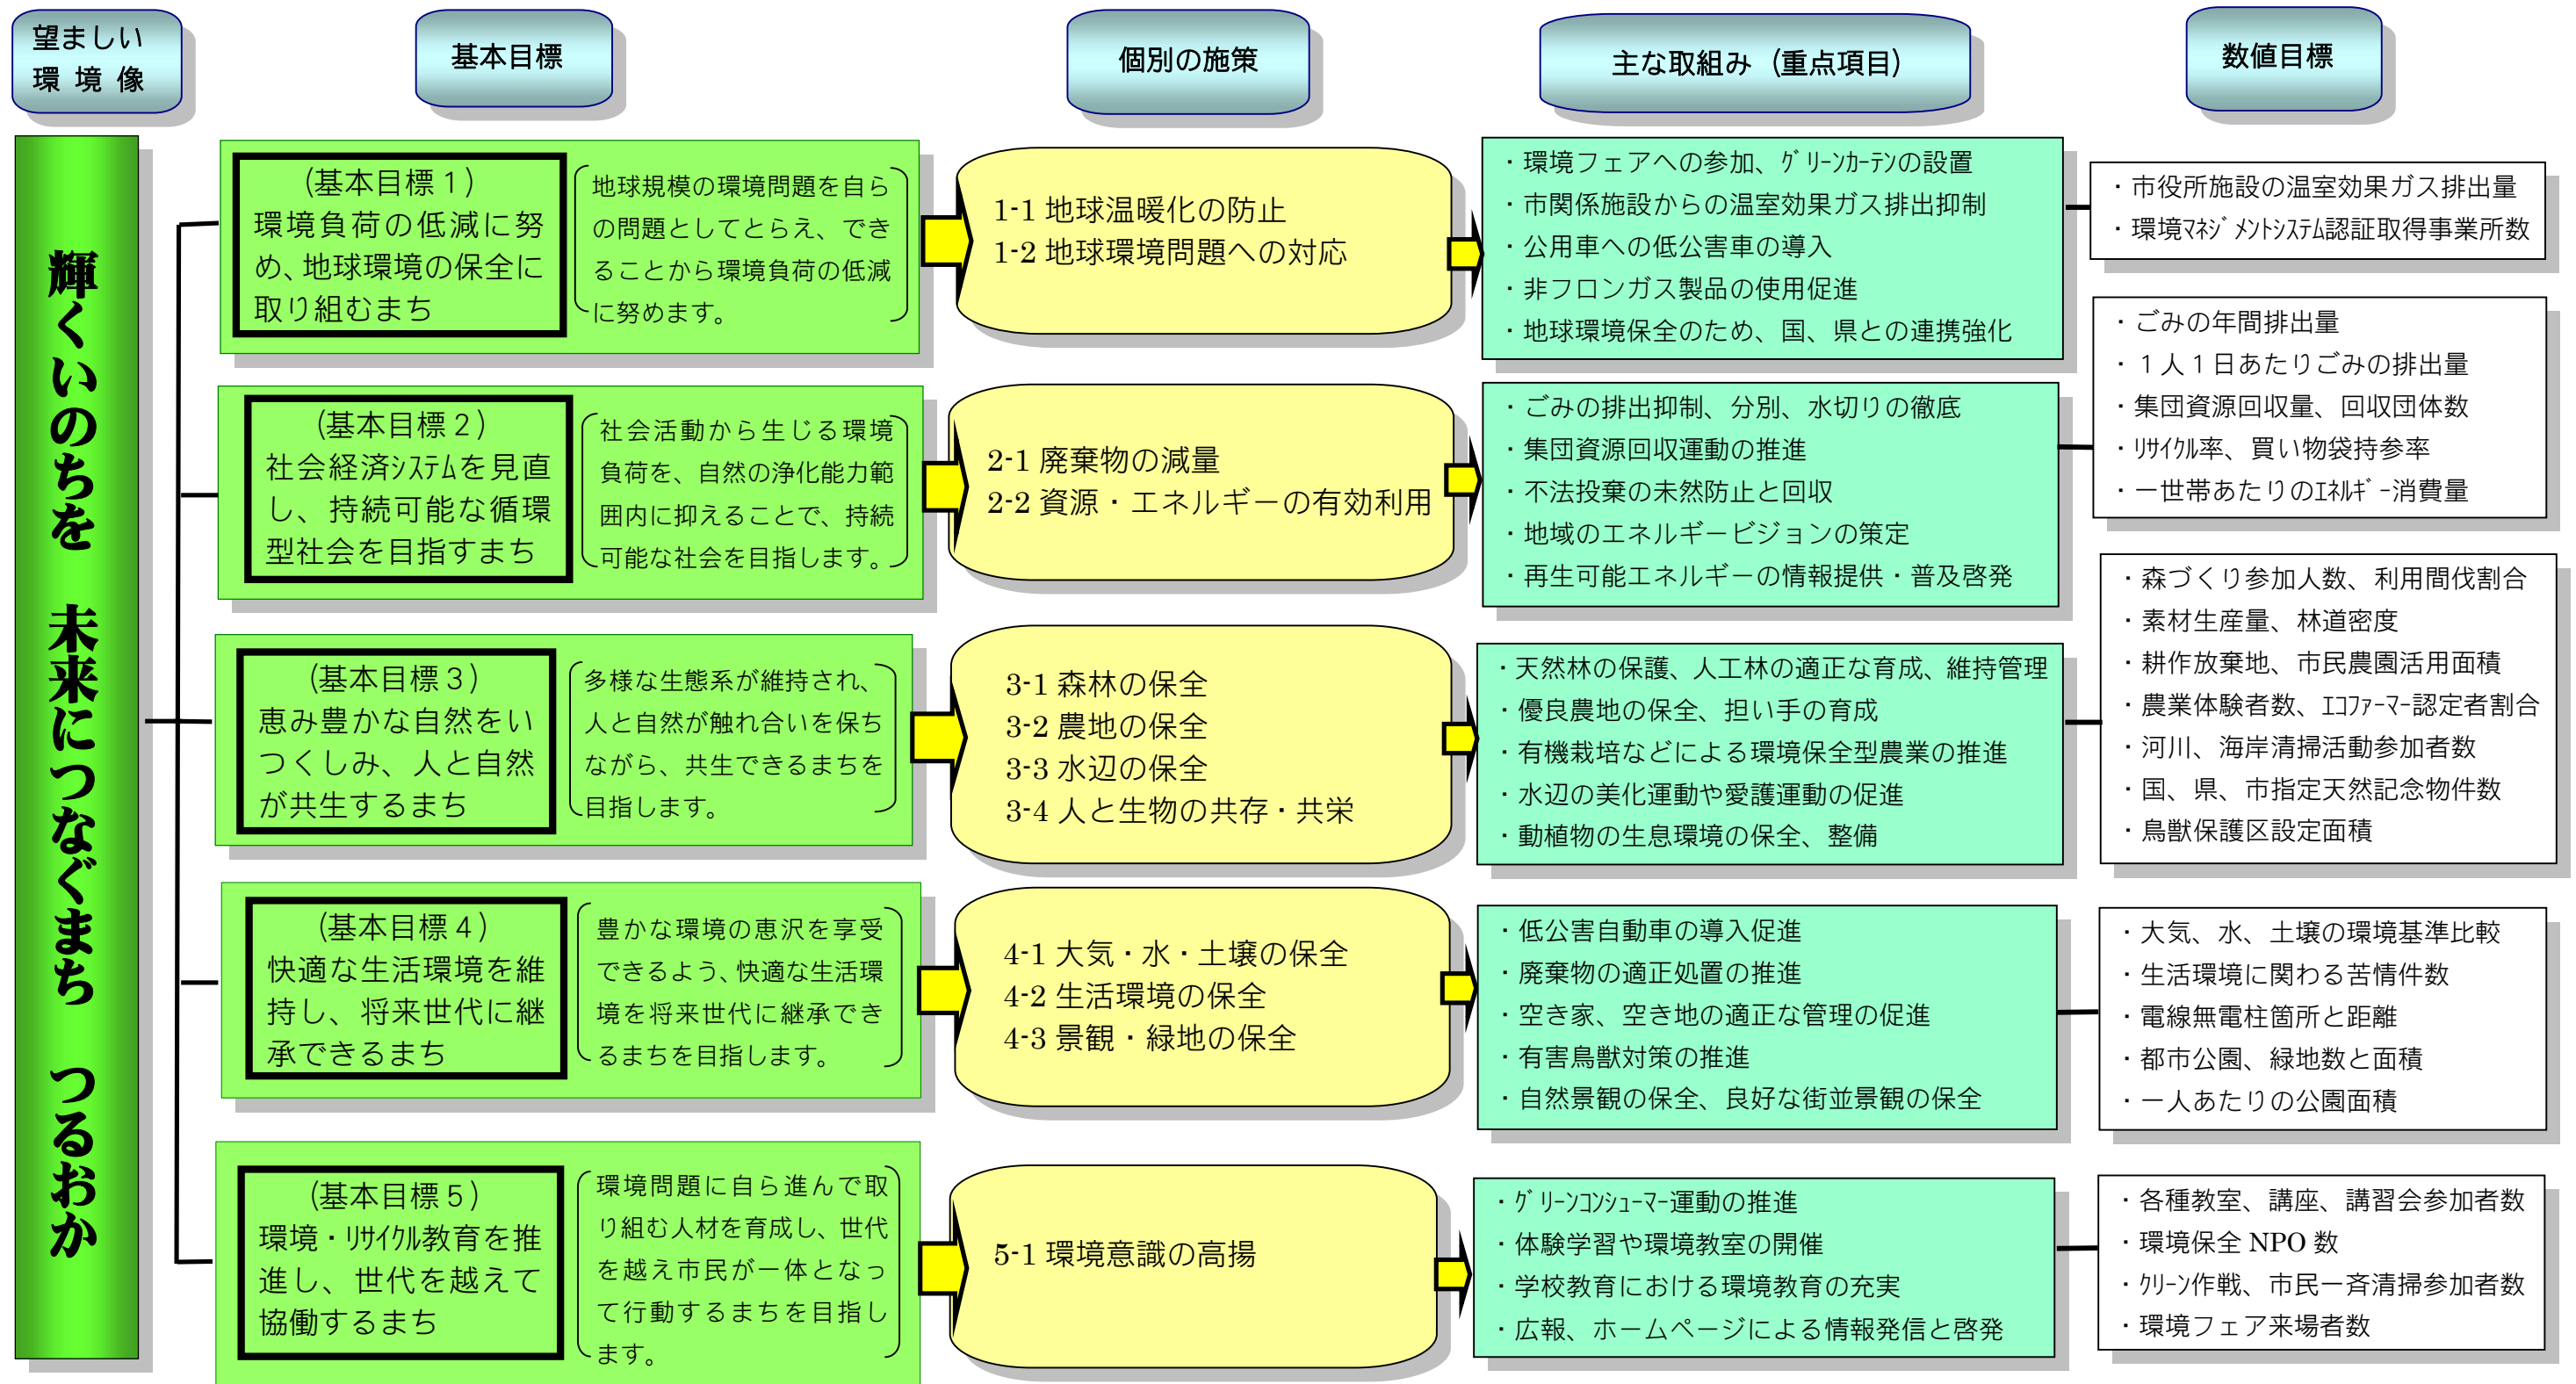 望ましい
環 境 像
基本目標
個別の施策
主な取組み（重点項目）
数値目標
輝くいのちを　未来につなぐまち　つるおか
（基本目標１）
環境負荷の低減に努
め、地球環境の保全に
取り組むまち
地球規模の環境問題を自ら
の問題としてとらえ、でき
ることから環境負荷の低減
に努めます。
1-1 地球温暖化の防止
1-2 地球環境問題への対応
・環境フェアへの参加、ｸﾞﾘｰﾝｶｰﾃﾝの設置
・市関係施設からの温室効果ガス排出抑制
・公用車への低公害車の導入
・非フロンガス製品の使用促進
・地球環境保全のため、国、県との連携強化
・市役所施設の温室効果ガス排出量
・環境ﾏﾈｼﾞﾒﾝﾄｼｽﾃﾑ認証取得事業所数
（基本目標２）
社会経済ｼｽﾃﾑを見直
し、持続可能な循環
型社会を目指すまち
社会活動から生じる環境
負荷を、自然の浄化能力範
囲内に抑えることで、持続
可能な社会を目指します。
2-1 廃棄物の減量
2-2 資源・エネルギーの有効利用
・ごみの排出抑制、分別、水切りの徹底
・集団資源回収運動の推進
・不法投棄の未然防止と回収
・地域のエネルギービジョンの策定
・再生可能エネルギーの情報提供・普及啓発
・ごみの年間排出量
・１人１日あたりごみの排出量
・集団資源回収量、回収団体数
・ﾘｻｲｸﾙ率、買い物袋持参率
・一世帯あたりのｴﾈﾙｷﾞｰ消費量
（基本目標３）
恵み豊かな自然をい
つくしみ、人と自然
が共生するまち
多様な生態系が維持され、
人と自然が触れ合いを保ち
ながら、共生できるまちを
目指します。
3-1 森林の保全
3-2 農地の保全
3-3 水辺の保全
3-4 人と生物の共存・共栄
・天然林の保護、人工林の適正な育成、維持管理
・優良農地の保全、担い手の育成
・有機栽培などによる環境保全型農業の推進
・水辺の美化運動や愛護運動の促進
・動植物の生息環境の保全、整備
・森づくり参加人数、利用間伐割合
・素材生産量、林道密度
・耕作放棄地、市民農園活用面積
・農業体験者数、ｴｺﾌｧｰﾏｰ認定者割合
・河川、海岸清掃活動参加者数
・国、県、市指定天然記念物件数
・鳥獣保護区設定面積
（基本目標４）
快適な生活環境を維
持し、将来世代に継
承できるまち
豊かな環境の恵沢を享受
できるよう、快適な生活環
境を将来世代に継承でき
るまちを目指します。
4-1 大気・水・土壌の保全
4-2 生活環境の保全
4-3 景観・緑地の保全
・低公害自動車の導入促進
・廃棄物の適正処置の推進
・空き家、空き地の適正な管理の促進
・有害鳥獣対策の推進
・自然景観の保全、良好な街並景観の保全
・大気、水、土壌の環境基準比較
・生活環境に関わる苦情件数
・電線無電柱箇所と距離
・都市公園、緑地数と面積
・一人あたりの公園面積
（基本目標５）
環境・ﾘｻｲｸﾙ教育を推
進し、世代を越えて
協働するまち
環境問題に自ら進んで取
り組む人材を育成し、世代
を越え市民が一体となっ
て行動するまちを目指し
ます。
5-1 環境意識の高揚
・ｸﾞﾘｰﾝｺﾝｼｭｰﾏｰ運動の推進
・体験学習や環境教室の開催
・学校教育における環境教育の充実
・広報、ホームページによる情報発信と啓発
・各種教室、講座、講習会参加者数
・環境保全 NPO 数
・ｸﾘｰﾝ作戦、市民一斉清掃参加者数
・環境フェア来場者数